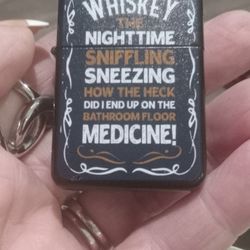 WHISKEY
THE
NIGHTTIME
SNIFFLING
SNEEZING
HOW THE HECK
DID I END UP ON THE
BATHROOM FLOOR
MEDICINE!